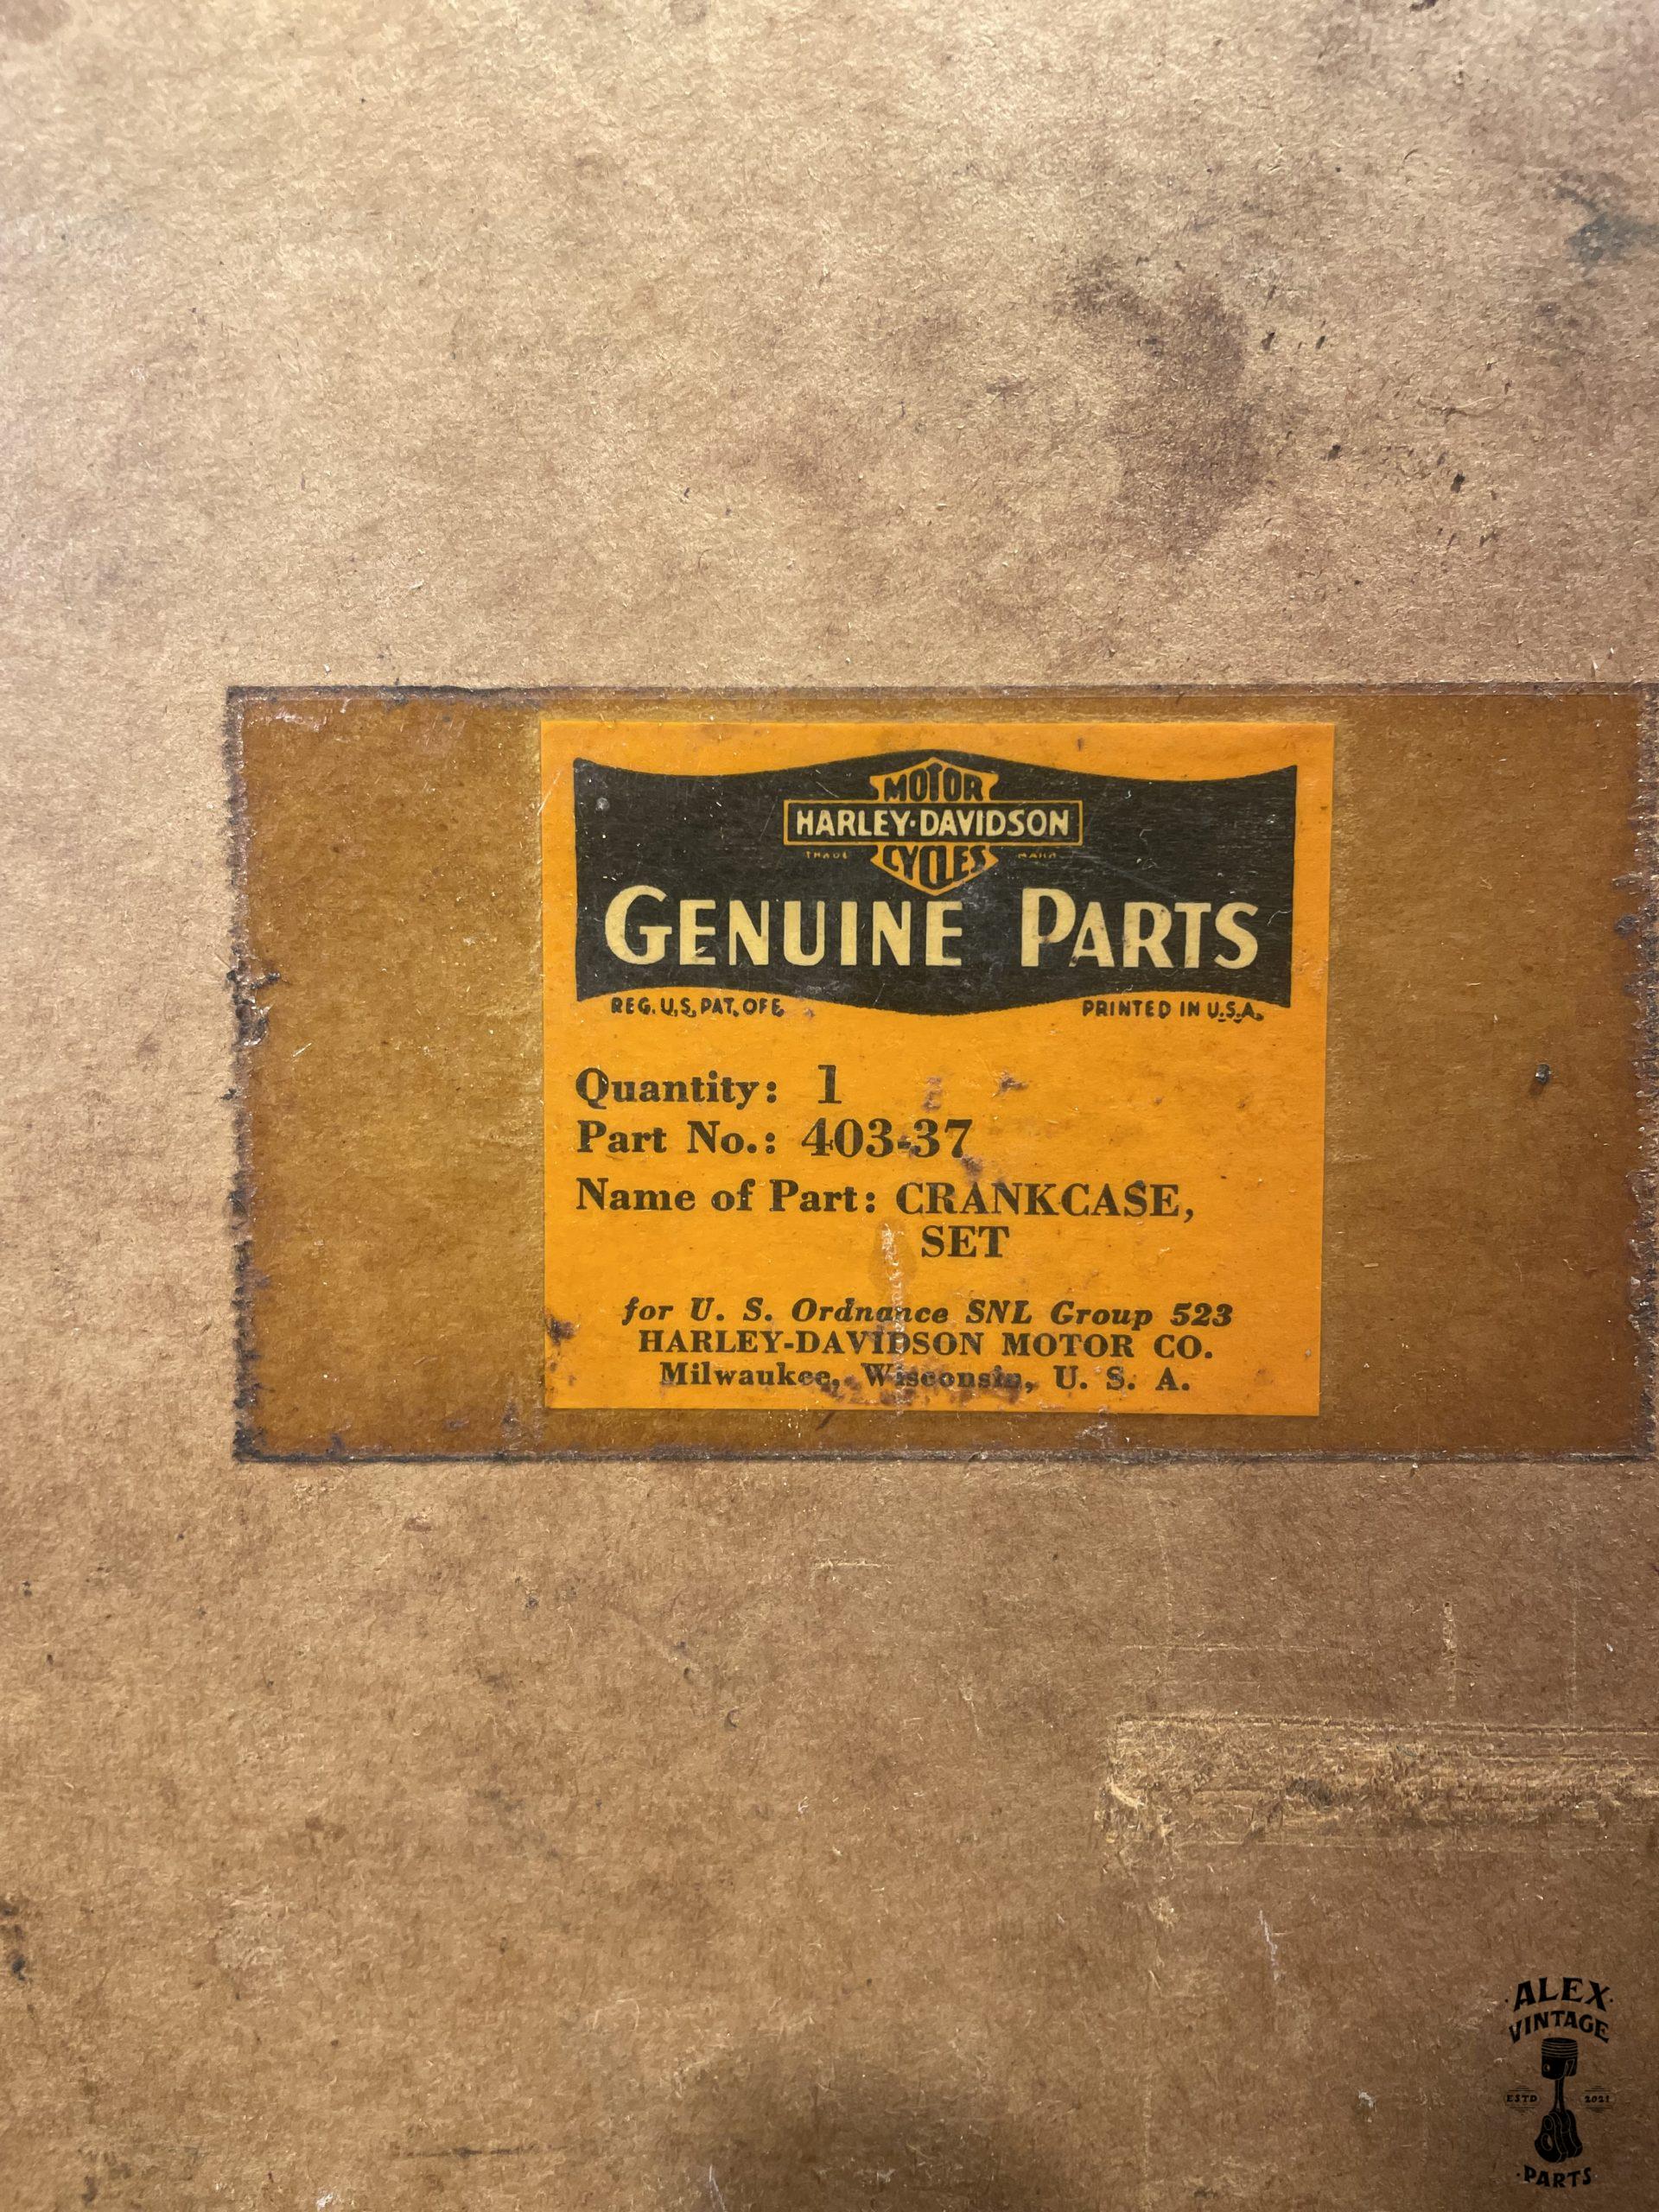 MOTOR
HARLEY-DAVIDSON
TRADE MARK
CYCLES
GENUINE PARTS
REG. U.S. PAT. OFF. PRINTED IN U.S.A.
Quantity: 1
Part No.: 403-37
Name of Part: CRANKCASE,
SET
for U. S. Ordnance SNL Group 523
HARLEY-DAVIDSON MOTOR CO.
Milwaukee, Wisconsin, U. S. A.
ALEX
VINTAGE
ESTD 2021
PARTS